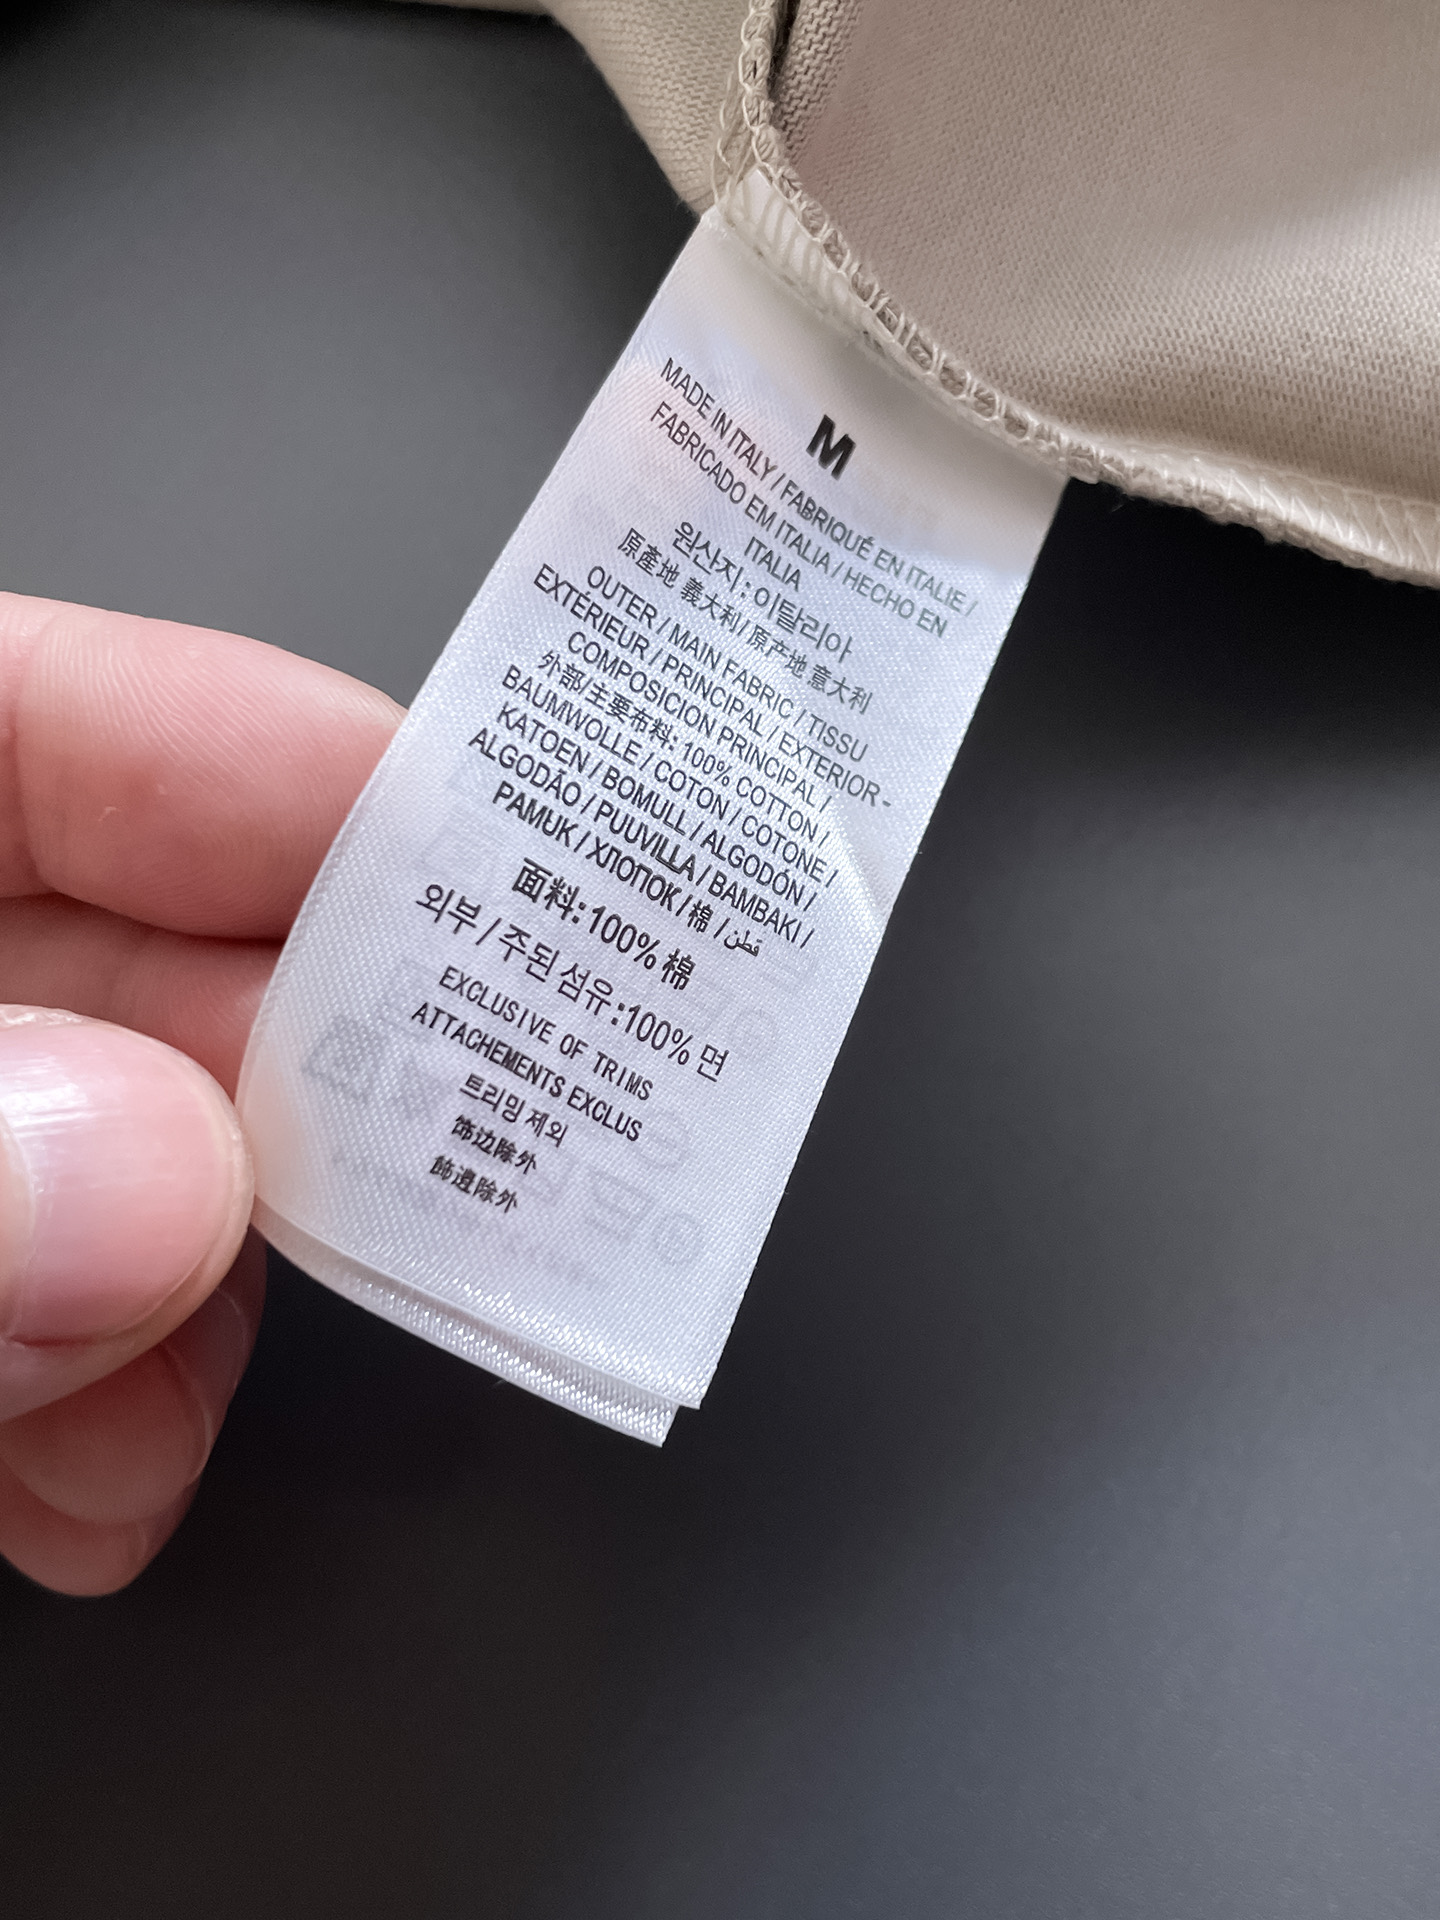 M
MADE IN ITALY / FABRIQUÉ EN ITALIE /
FABRICADO EM ITALIA / HECHO EN
ITALIA
원산지 : 이탈리아
原產地 義大利/ 原产地 意大利
OUTER / MAIN FABRIC / TISSU
EXTÉRIEUR / PRINCIPAL / EXTERIOR -
COMPOSICION PRINCIPAL /
外部/主要布料: 100% COTTON /
BAUMWOLLE / COTON / COTONE /
KATOEN / BOMULL / ALGODÓN /
ALGODÃO / PUUVILLA / BAMBAKI /
PAMUK / ХЛОПОК / 棉 / قطن
面料: 100% 棉
외부 / 주된 섬유 : 100% 면
EXCLUSIVE OF TRIMS
ATTACHEMENTS EXCLUS
트리밍 제외
饰边除外
飾邊除外